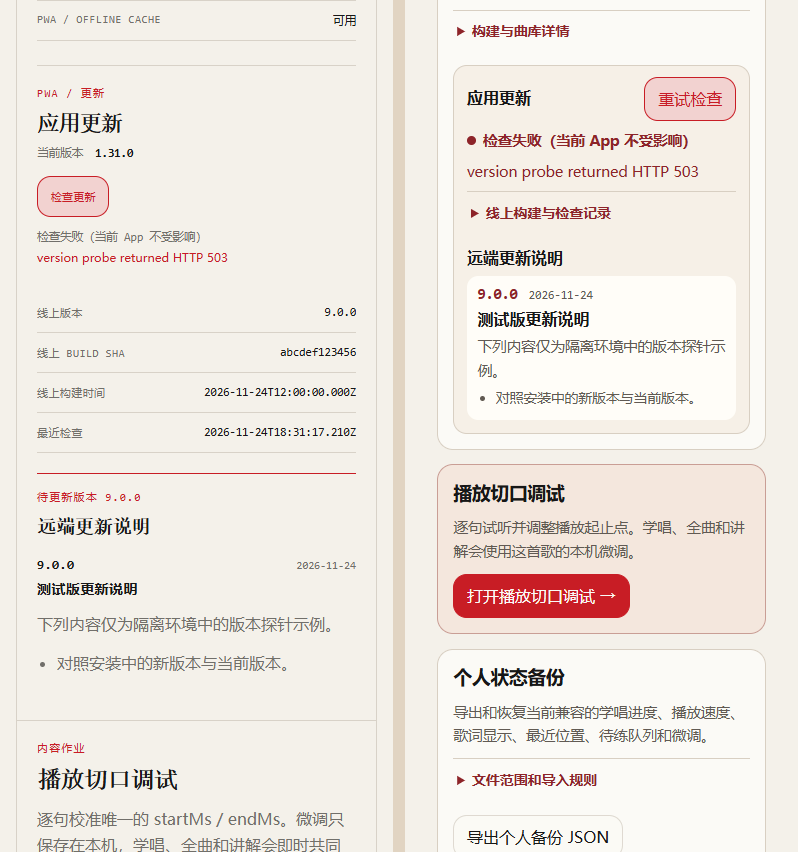 PWA / OFFLINE CACHE 可用
PWA / 更新
应用更新
当前版本 1.31.0
检查更新
检查失败（当前 App 不受影响）
version probe returned HTTP 503
线上版本 9.0.0
线上 BUILD SHA abcdef123456
线上构建时间 2026-11-24T12:00:00.000Z
最近检查 2026-11-24T18:31:17.210Z
待更新版本 9.0.0
远端更新说明
9.0.0 2026-11-24
测试版更新说明
下列内容仅为隔离环境中的版本探针示例。
• 对照安装中的新版本与当前版本。
内容作业
播放切口调试
逐句校准唯一的 startMs / endMs。微调只
保存在本机，学唱、全曲和讲解会即时共同
▶ 构建与曲库详情
应用更新 重试检查
● 检查失败（当前 App 不受影响）
version probe returned HTTP 503
▶ 线上构建与检查记录
远端更新说明
9.0.0 2026-11-24
测试版更新说明
下列内容仅为隔离环境中的版本探针示
例。
• 对照安装中的新版本与当前版本。
播放切口调试
逐句试听并调整播放起止点。学唱、全曲和讲
解会使用这首歌的本机微调。
打开播放切口调试 →
个人状态备份
导出和恢复当前兼容的学唱进度、播放速度、
歌词显示、最近位置、待练队列和微调。
▶ 文件范围和导入规则
导出个人备份 JSON